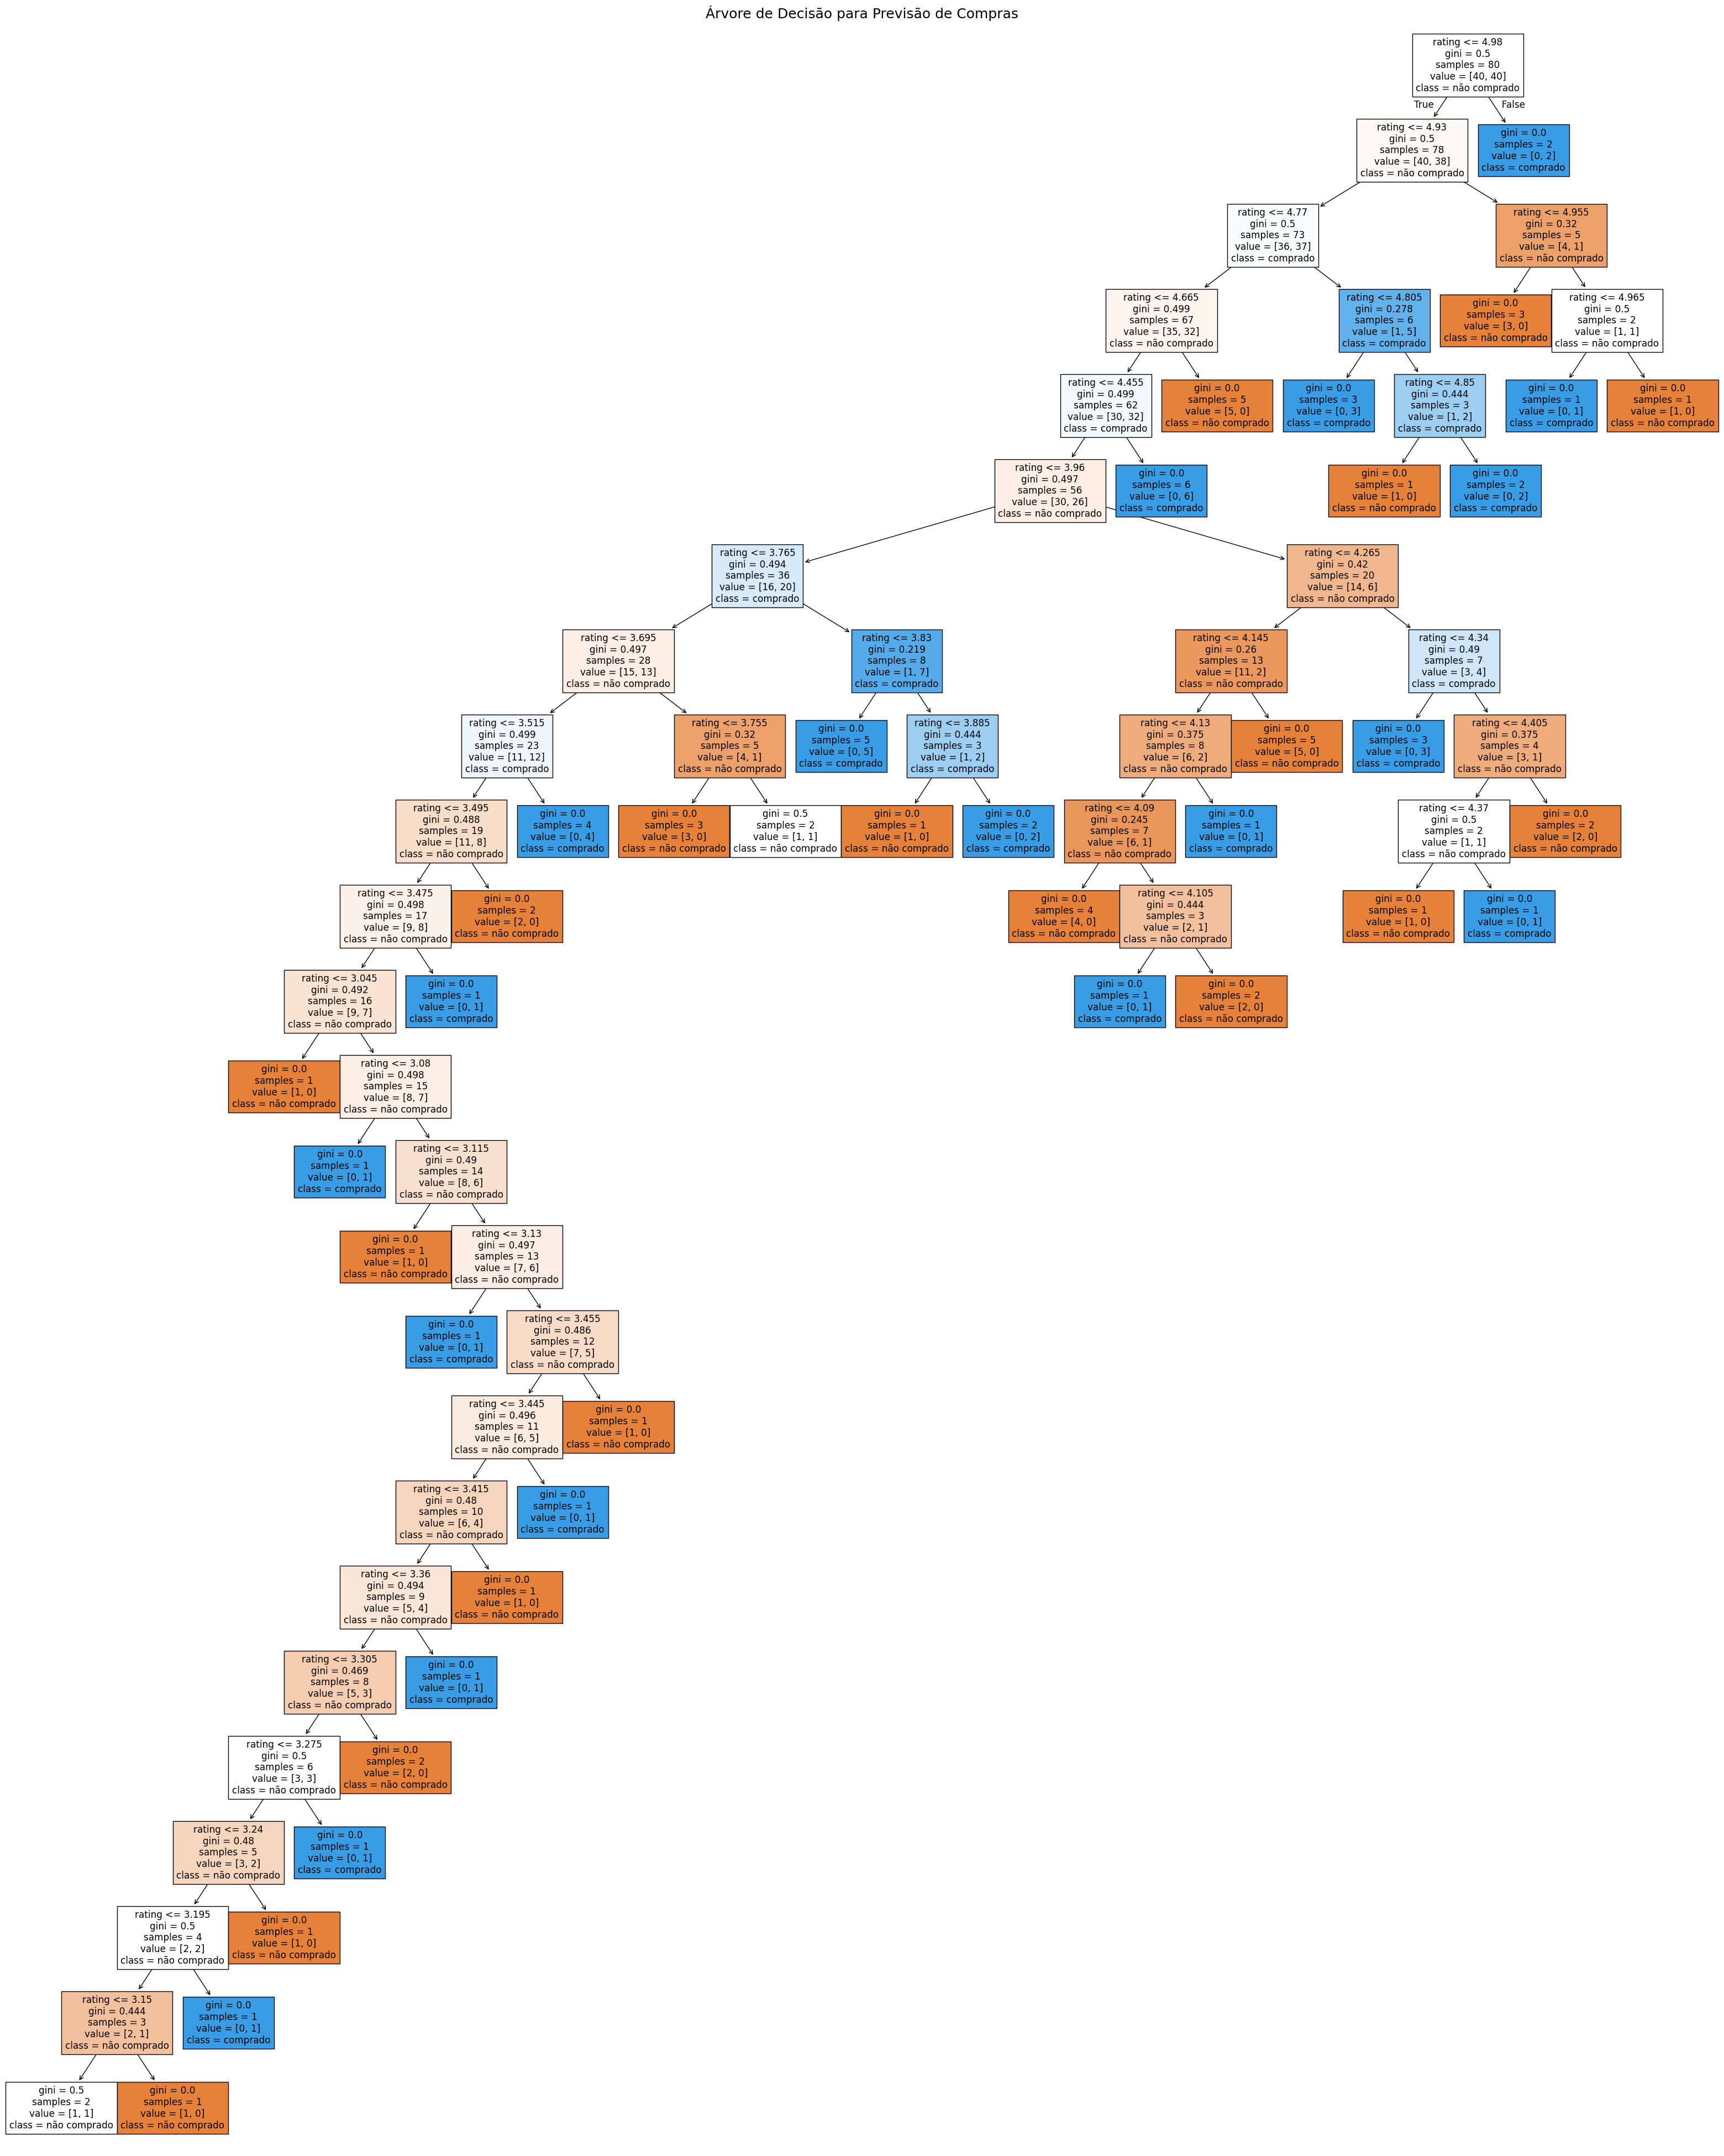 Árvore de Decisão para Previsão de Compras
rating <= 4.98
gini = 0.5
samples = 80
value = [40, 40]
class = não comprado
True
False
rating <= 4.93
gini = 0.5
samples = 78
value = [40, 38]
class = não comprado
gini = 0.0
samples = 2
value = [0, 2]
class = comprado
rating <= 4.77
gini = 0.5
samples = 73
value = [36, 37]
class = comprado
rating <= 4.955
gini = 0.32
samples = 5
value = [4, 1]
class = não comprado
rating <= 4.665
gini = 0.499
samples = 67
value = [35, 32]
class = não comprado
rating <= 4.805
gini = 0.278
samples = 6
value = [1, 5]
class = comprado
gini = 0.0
samples = 3
value = [3, 0]
class = não comprado
rating <= 4.965
gini = 0.5
samples = 2
value = [1, 1]
class = não comprado
rating <= 4.455
gini = 0.499
samples = 62
value = [30, 32]
class = comprado
gini = 0.0
samples = 5
value = [5, 0]
class = não comprado
gini = 0.0
samples = 3
value = [0, 3]
class = comprado
rating <= 4.85
gini = 0.444
samples = 3
value = [1, 2]
class = comprado
gini = 0.0
samples = 1
value = [0, 1]
class = comprado
gini = 0.0
samples = 1
value = [1, 0]
class = não comprado
rating <= 3.96
gini = 0.497
samples = 56
value = [30, 26]
class = não comprado
gini = 0.0
samples = 6
value = [0, 6]
class = comprado
gini = 0.0
samples = 1
value = [1, 0]
class = não comprado
gini = 0.0
samples = 2
value = [0, 2]
class = comprado
rating <= 3.765
gini = 0.494
samples = 36
value = [16, 20]
class = comprado
rating <= 4.265
gini = 0.42
samples = 20
value = [14, 6]
class = não comprado
rating <= 3.695
gini = 0.497
samples = 28
value = [15, 13]
class = não comprado
rating <= 3.83
gini = 0.219
samples = 8
value = [1, 7]
class = comprado
rating <= 4.145
gini = 0.26
samples = 13
value = [11, 2]
class = não comprado
rating <= 4.34
gini = 0.49
samples = 7
value = [3, 4]
class = comprado
rating <= 3.515
gini = 0.499
samples = 23
value = [11, 12]
class = comprado
rating <= 3.755
gini = 0.32
samples = 5
value = [4, 1]
class = não comprado
gini = 0.0
samples = 5
value = [0, 5]
class = comprado
rating <= 3.885
gini = 0.444
samples = 3
value = [1, 2]
class = comprado
rating <= 4.13
gini = 0.375
samples = 8
value = [6, 2]
class = não comprado
gini = 0.0
samples = 5
value = [5, 0]
class = não comprado
gini = 0.0
samples = 3
value = [0, 3]
class = comprado
rating <= 4.405
gini = 0.375
samples = 4
value = [3, 1]
class = não comprado
rating <= 3.495
gini = 0.488
samples = 19
value = [11, 8]
class = não comprado
gini = 0.0
samples = 4
value = [0, 4]
class = comprado
gini = 0.0
samples = 3
value = [3, 0]
class = não comprado
gini = 0.5
samples = 2
value = [1, 1]
class = não comprado
gini = 0.0
samples = 1
value = [1, 0]
class = não comprado
gini = 0.0
samples = 2
value = [0, 2]
class = comprado
rating <= 4.09
gini = 0.245
samples = 7
value = [6, 1]
class = não comprado
gini = 0.0
samples = 1
value = [0, 1]
class = comprado
rating <= 4.37
gini = 0.5
samples = 2
value = [1, 1]
class = não comprado
gini = 0.0
samples = 2
value = [2, 0]
class = não comprado
rating <= 3.475
gini = 0.498
samples = 17
value = [9, 8]
class = não comprado
gini = 0.0
samples = 2
value = [2, 0]
class = não comprado
gini = 0.0
samples = 4
value = [4, 0]
class = não comprado
rating <= 4.105
gini = 0.444
samples = 3
value = [2, 1]
class = não comprado
gini = 0.0
samples = 1
value = [1, 0]
class = não comprado
gini = 0.0
samples = 1
value = [0, 1]
class = comprado
rating <= 3.045
gini = 0.492
samples = 16
value = [9, 7]
class = não comprado
gini = 0.0
samples = 1
value = [0, 1]
class = comprado
gini = 0.0
samples = 1
value = [0, 1]
class = comprado
gini = 0.0
samples = 2
value = [2, 0]
class = não comprado
gini = 0.0
samples = 1
value = [1, 0]
class = não comprado
rating <= 3.08
gini = 0.498
samples = 15
value = [8, 7]
class = não comprado
gini = 0.0
samples = 1
value = [0, 1]
class = comprado
rating <= 3.115
gini = 0.49
samples = 14
value = [8, 6]
class = não comprado
gini = 0.0
samples = 1
value = [1, 0]
class = não comprado
rating <= 3.13
gini = 0.497
samples = 13
value = [7, 6]
class = não comprado
gini = 0.0
samples = 1
value = [0, 1]
class = comprado
rating <= 3.455
gini = 0.486
samples = 12
value = [7, 5]
class = não comprado
rating <= 3.445
gini = 0.496
samples = 11
value = [6, 5]
class = não comprado
gini = 0.0
samples = 1
value = [1, 0]
class = não comprado
rating <= 3.415
gini = 0.48
samples = 10
value = [6, 4]
class = não comprado
gini = 0.0
samples = 1
value = [0, 1]
class = comprado
rating <= 3.36
gini = 0.494
samples = 9
value = [5, 4]
class = não comprado
gini = 0.0
samples = 1
value = [1, 0]
class = não comprado
rating <= 3.305
gini = 0.469
samples = 8
value = [5, 3]
class = não comprado
gini = 0.0
samples = 1
value = [0, 1]
class = comprado
rating <= 3.275
gini = 0.5
samples = 6
value = [3, 3]
class = não comprado
gini = 0.0
samples = 2
value = [2, 0]
class = não comprado
rating <= 3.24
gini = 0.48
samples = 5
value = [3, 2]
class = não comprado
gini = 0.0
samples = 1
value = [0, 1]
class = comprado
rating <= 3.195
gini = 0.5
samples = 4
value = [2, 2]
class = não comprado
gini = 0.0
samples = 1
value = [1, 0]
class = não comprado
rating <= 3.15
gini = 0.444
samples = 3
value = [2, 1]
class = não comprado
gini = 0.0
samples = 1
value = [0, 1]
class = comprado
gini = 0.5
samples = 2
value = [1, 1]
class = não comprado
gini = 0.0
samples = 1
value = [1, 0]
class = não comprado